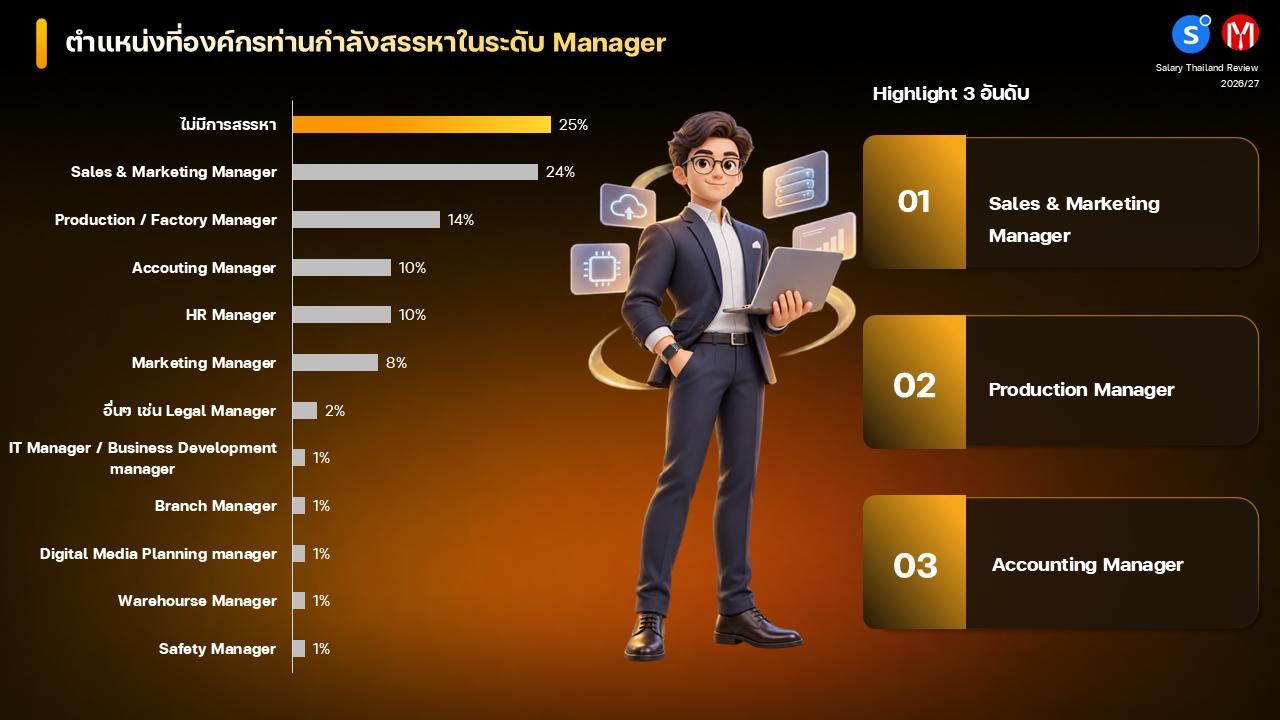 ตำแหน่งที่องค์กรท่านกำลังสรรหาในระดับ Manager
S
Salary Thailand Review
2026/27
Highlight 3 อันดับ
ไม่มีการสรรหา 25%
Sales & Marketing Manager 24%
Production / Factory Manager 14%
Accouting Manager 10%
HR Manager 10%
Marketing Manager 8%
อื่นๆ เช่น Legal Manager 2%
IT Manager / Business Development
manager 1%
Branch Manager 1%
Digital Media Planning manager 1%
Warehourse Manager 1%
Safety Manager 1%
01
Sales & Marketing
Manager
02
Production Manager
03
Accounting Manager